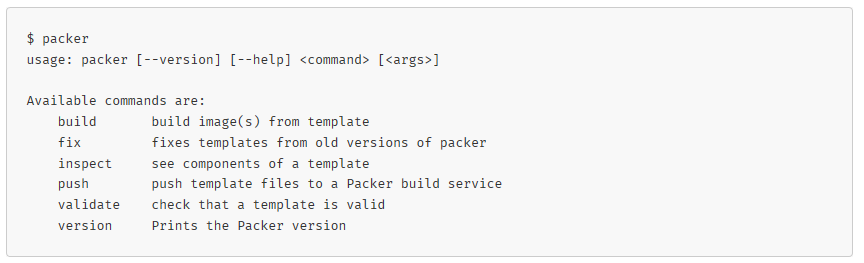 $ packer
usage: packer [--version] [--help] <command> [<args>]
Available commands are:
build build image(s) from template
fix fixes templates from old versions of packer
inspect see components of a template
push push template files to a Packer build service
validate check that a template is valid
version Prints the Packer version